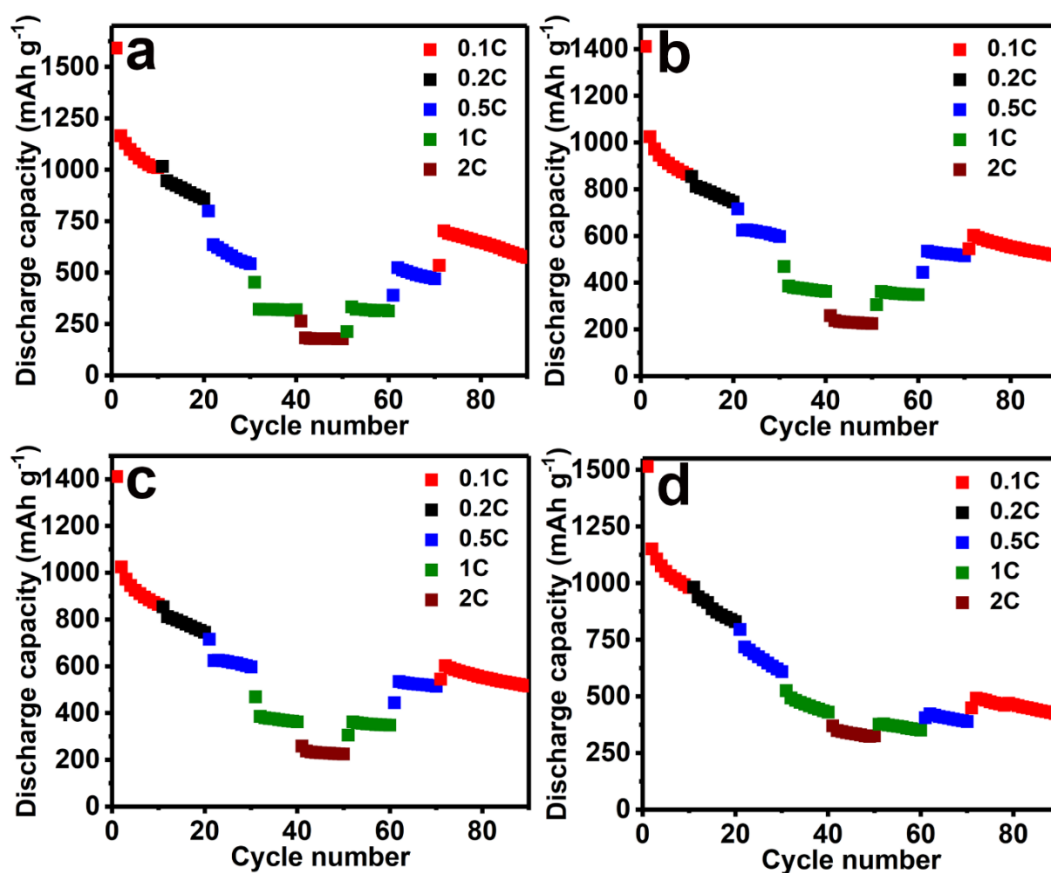 a
Discharge capacity (mAh g⁻¹)
1500
1250
1000
750
500
250
0
0.1C
0.2C
0.5C
1C
2C
0 20 40 60 80
Cycle number
b
Discharge capacity (mAh g⁻¹)
1400
1200
1000
800
600
400
200
0
0.1C
0.2C
0.5C
1C
2C
0 20 40 60 80
Cycle number
c
Discharge capacity (mAh g⁻¹)
1400
1200
1000
800
600
400
200
0
0.1C
0.2C
0.5C
1C
2C
0 20 40 60 80
Cycle number
d
Discharge capacity (mAh g⁻¹)
1500
1250
1000
750
500
250
0
0.1C
0.2C
0.5C
1C
2C
0 20 40 60 80
Cycle number